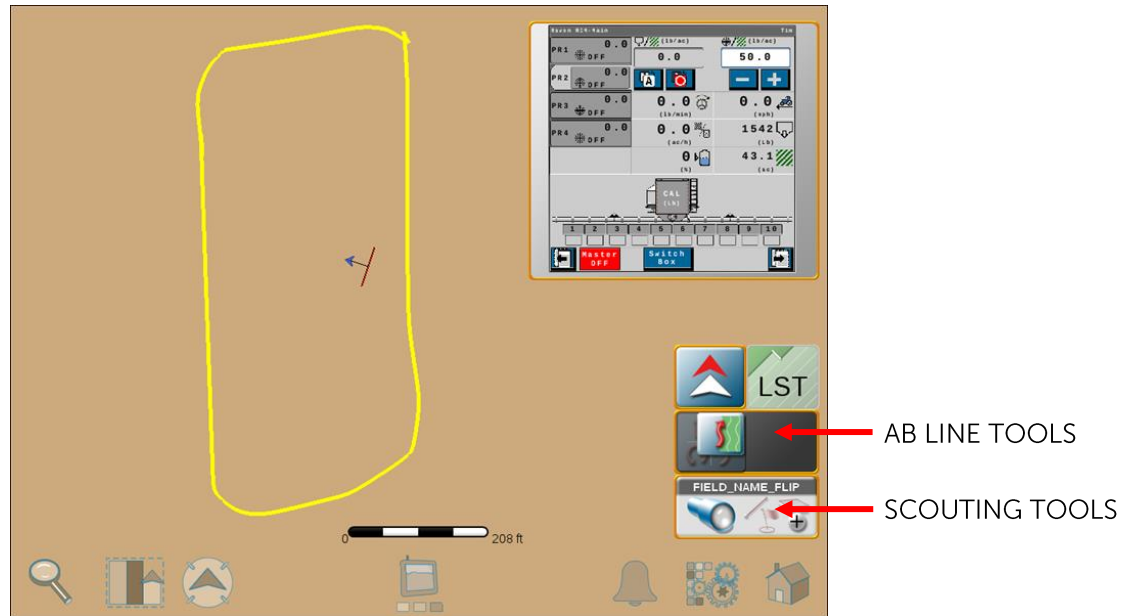 Raven N24-Main Tim
PR1 0.0 OFF
(lb/ac) (lb/ac)
0.0 50.0
PR2 0.0 OFF
A
PR3 0.0 OFF
0.0 0.0
(lb/min) (mph)
PR4 0.0 OFF
0.0 1542
(ac/h) (Lb)
0 43.1
(%) (ac)
CAL
(Lb)
1 2 3 4 5 6 7 8 9 10
Master
OFF
Switch
Box
LST
AB LINE TOOLS
FIELD_NAME_FLIP
SCOUTING TOOLS
0 208 ft